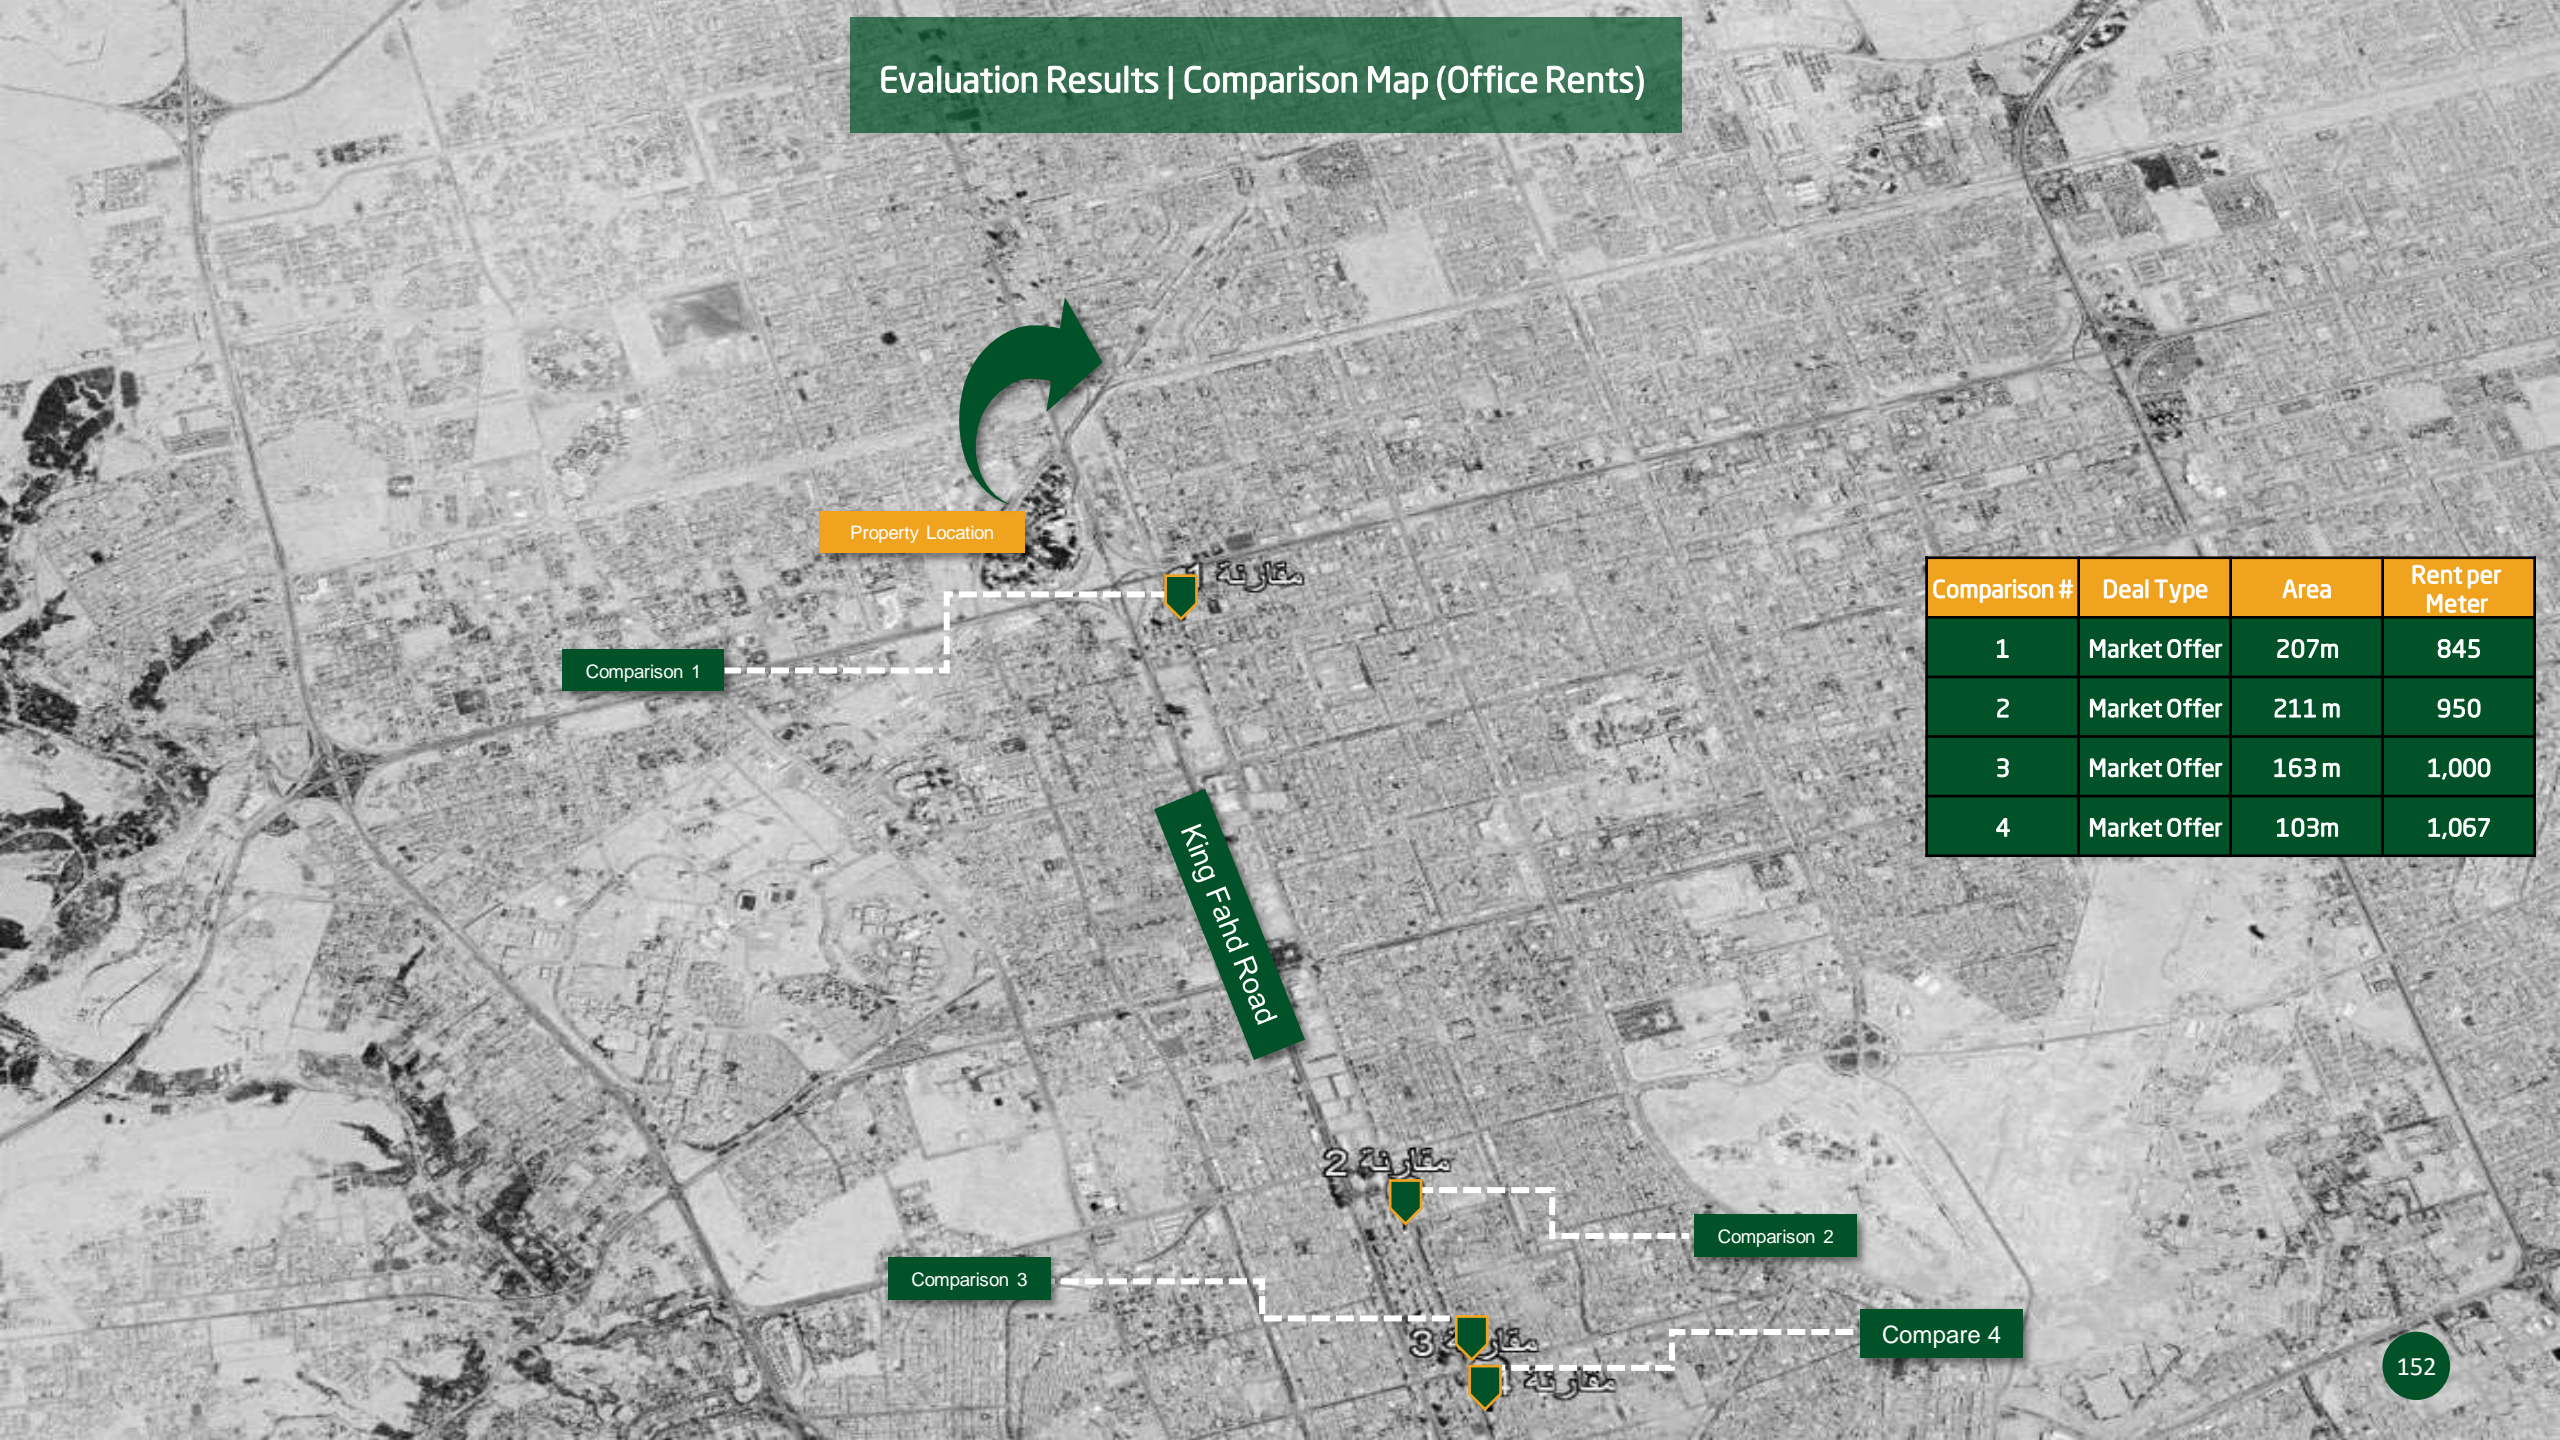 Evaluation Results | Comparison Map (Office Rents)
Property Location
مقارنة 1
Comparison 1
Comparison # Deal Type Area Rent per Meter
1 Market Offer 207m 845
2 Market Offer 211 m 950
3 Market Offer 163 m 1,000
4 Market Offer 103m 1,067
King Fahd Road
مقارنة 2
Comparison 2
Comparison 3
مقارنة 3
Compare 4
مقارنة
152